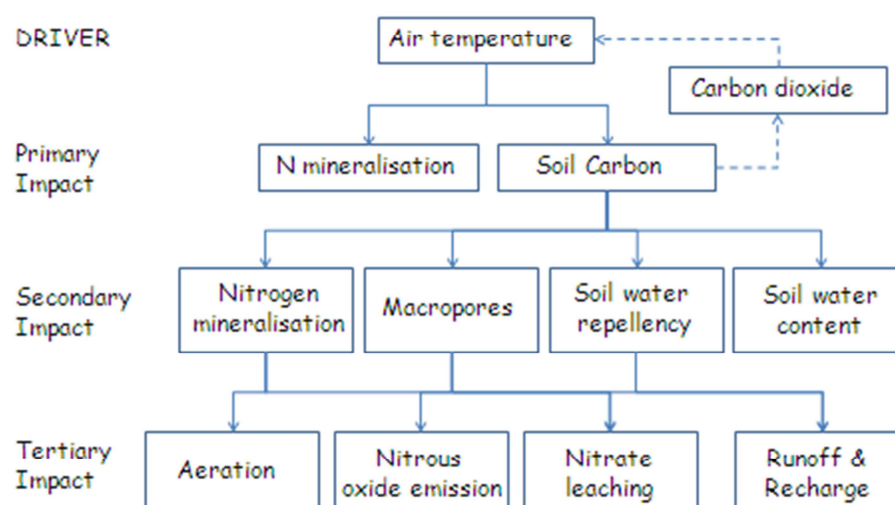 DRIVER
Air temperature
Carbon dioxide
Primary
Impact
N mineralisation
Soil Carbon
Secondary
Impact
Nitrogen
mineralisation
Macropores
Soil water
repellency
Soil water
content
Tertiary
Impact
Aeration
Nitrous
oxide emission
Nitrate
leaching
Runoff &
Recharge